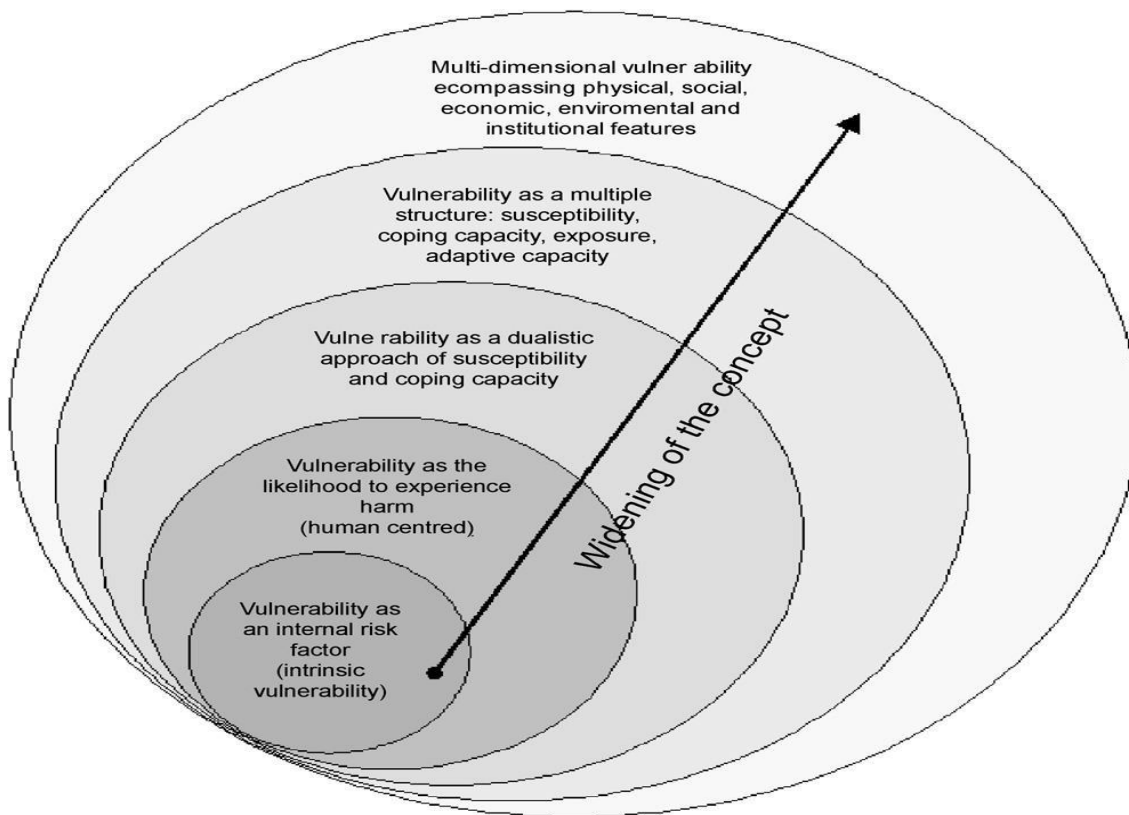 Multi-dimensional vulner ability
ecompassing physical, social,
economic, enviromental and
institutional features
Vulnerability as a multiple
structure: susceptibility,
coping capacity, exposure,
adaptive capacity
Vulne rability as a dualistic
approach of susceptibility
and coping capacity
Widening of the concept
Vulnerability as the
likelihood to experience
harm
(human centred)
Vulnerability as
an internal risk
factor
(intrinsic
vulnerability)